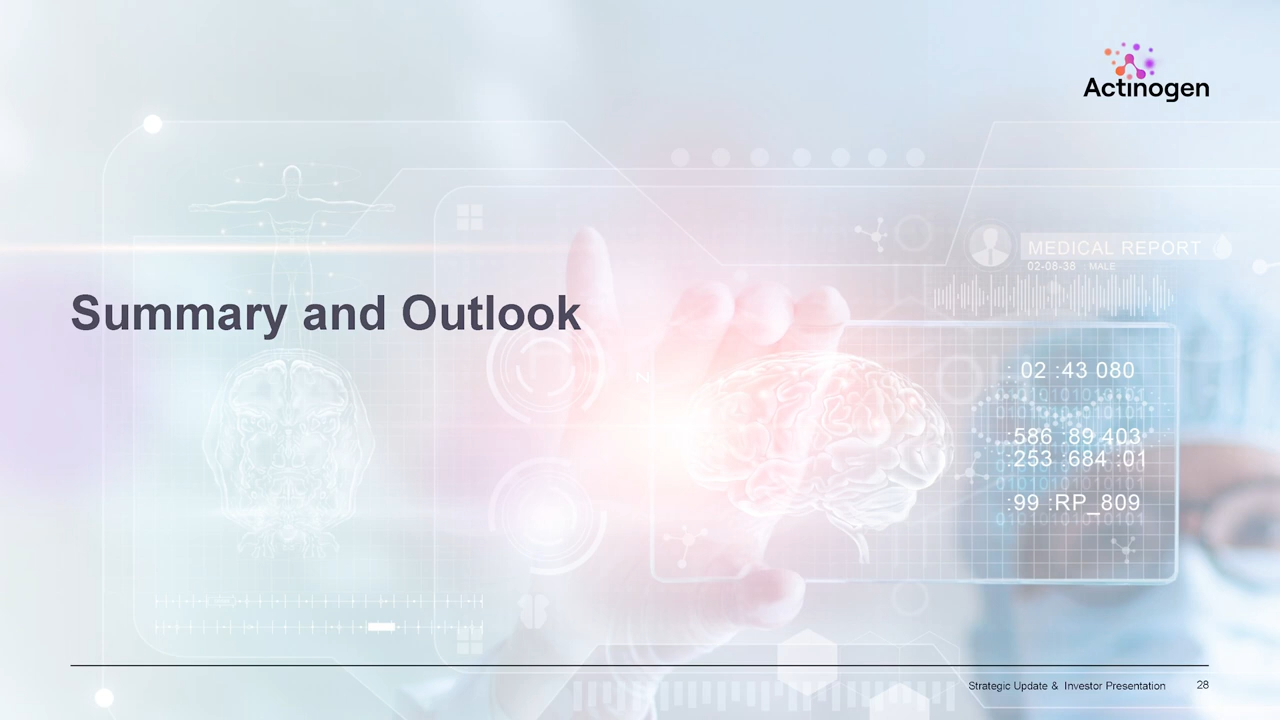 Actinogen
MEDICAL REPORT
02-08-38 MALE
Summary and Outlook
: 02 :43 080
:586 :89 403
:253 :684 :01
:99 :RP_809
Strategic Update & Investor Presentation 28